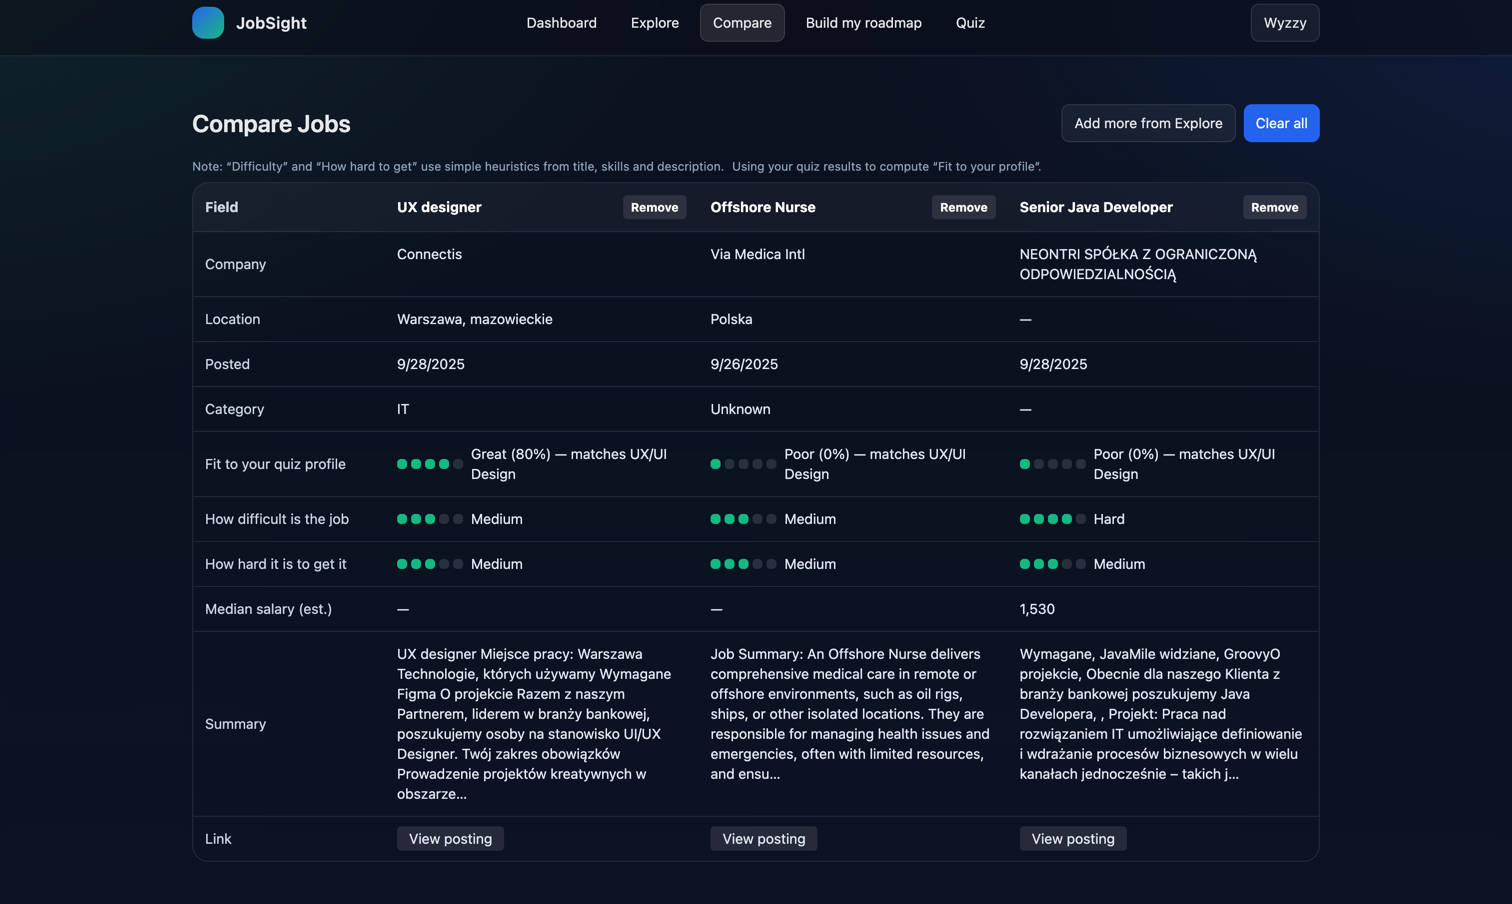 JobSight
Dashboard
Explore
Compare
Build my roadmap
Quiz
Wyzzy
Compare Jobs
Add more from Explore
Clear all
Note: “Difficulty” and “How hard to get” use simple heuristics from title, skills and description. Using your quiz results to compute “Fit to your profile”.
Field
UX designer
Remove
Offshore Nurse
Remove
Senior Java Developer
Remove
Company
Connectis
Via Medica Intl
NEONTRI SPÓŁKA Z OGRANICZONĄ
ODPOWIEDZIALNOŚCIĄ
Location
Warszawa, mazowieckie
Polska
—
Posted
9/28/2025
9/26/2025
9/28/2025
Category
IT
Unknown
—
Fit to your quiz profile
Great (80%) — matches UX/UI
Design
Poor (0%) — matches UX/UI
Design
Poor (0%) — matches UX/UI
Design
How difficult is the job
Medium
Medium
Hard
How hard it is to get it
Medium
Medium
Medium
Median salary (est.)
—
—
1,530
Summary
UX designer Miejsce pracy: Warszawa
Technologie, których używamy Wymagane
Figma O projekcie Razem z naszym
Partnerem, liderem w branży bankowej,
poszukujemy osoby na stanowisko UI/UX
Designer. Twój zakres obowiązków
Prowadzenie projektów kreatywnych w
obszarze...
Job Summary: An Offshore Nurse delivers
comprehensive medical care in remote or
offshore environments, such as oil rigs,
ships, or other isolated locations. They are
responsible for managing health issues and
emergencies, often with limited resources,
and ensu...
Wymagane, JavaMile widziane, GroovyO
projekcie, Obecnie dla naszego Klienta z
branży bankowej poszukujemy Java
Developera, , Projekt: Praca nad
rozwiązaniem IT umożliwiające definiowanie
i wdrażanie procesów biznesowych w wielu
kanałach jednocześnie – takich j...
Link
View posting
View posting
View posting